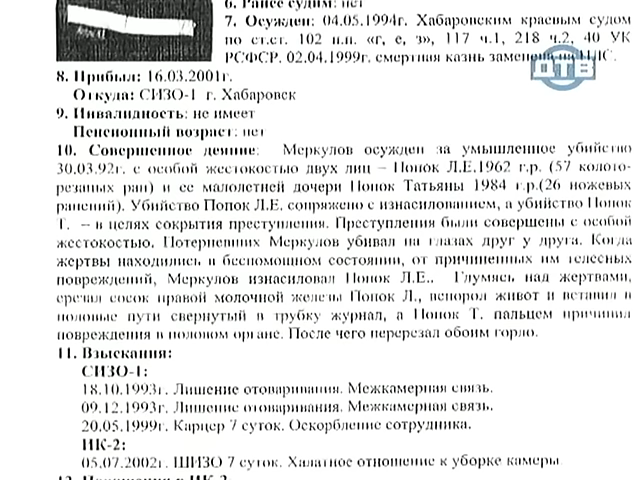 6. Ранее судим: нет
7. Осужден: 04.05.1994г. Хабаровским краевым судом
по ст.ст. 102 п.п. «г, е, з», 117 ч.1, 218 ч.2, 40 УК
РСФСР. 02.04.1999г. смертная казнь заменена на ПЛС.
ДТВ
8. Прибыл: 16.03.2001г.
Откуда: СИЗО-1 г. Хабаровск
9. Инвалидность: не имеет
Пенсионный возраст: нет
10. Совершенное деяние: Меркулов осужден за умышленное убийство
30.03.92г. с особой жестокостью двух лиц – Попок Л.Е.1962 г.р. (57 колото-
резаных ран) и ее малолетней дочери Попок Татьяны 1984 г.р.(26 ножевых
ранений). Убийство Попок Л.Е. сопряжено с изнасилованием, а убийство Попок
Т. – в целях сокрытия преступления. Преступления были совершены с особой
жестокостью. Потерпевших Меркулов убивал на глазах друг у друга. Когда
жертвы находились в беспомощном состоянии, от причиненных им телесных
повреждений, Меркулов изнасиловал Попок Л.Е.. Глумясь над жертвами,
срезал сосок правой молочной железы Попок Л., вспорол живот и вставил в
половые пути свернутый в трубку журнал, а Попок Т. пальцем причинил
повреждения в половом органе. После чего перерезал обоим горло.
11. Взыскания:
СИЗО-1:
18.10.1993г. Лишение отоваривания. Межкамерная связь.
09.12.1993г. Лишение отоваривания. Межкамерная связь.
20.05.1999г. Карцер 7 суток. Оскорбление сотрудника.
ИК-2:
05.07.2002г. ШИЗО 7 суток. Халатное отношение к уборке камеры